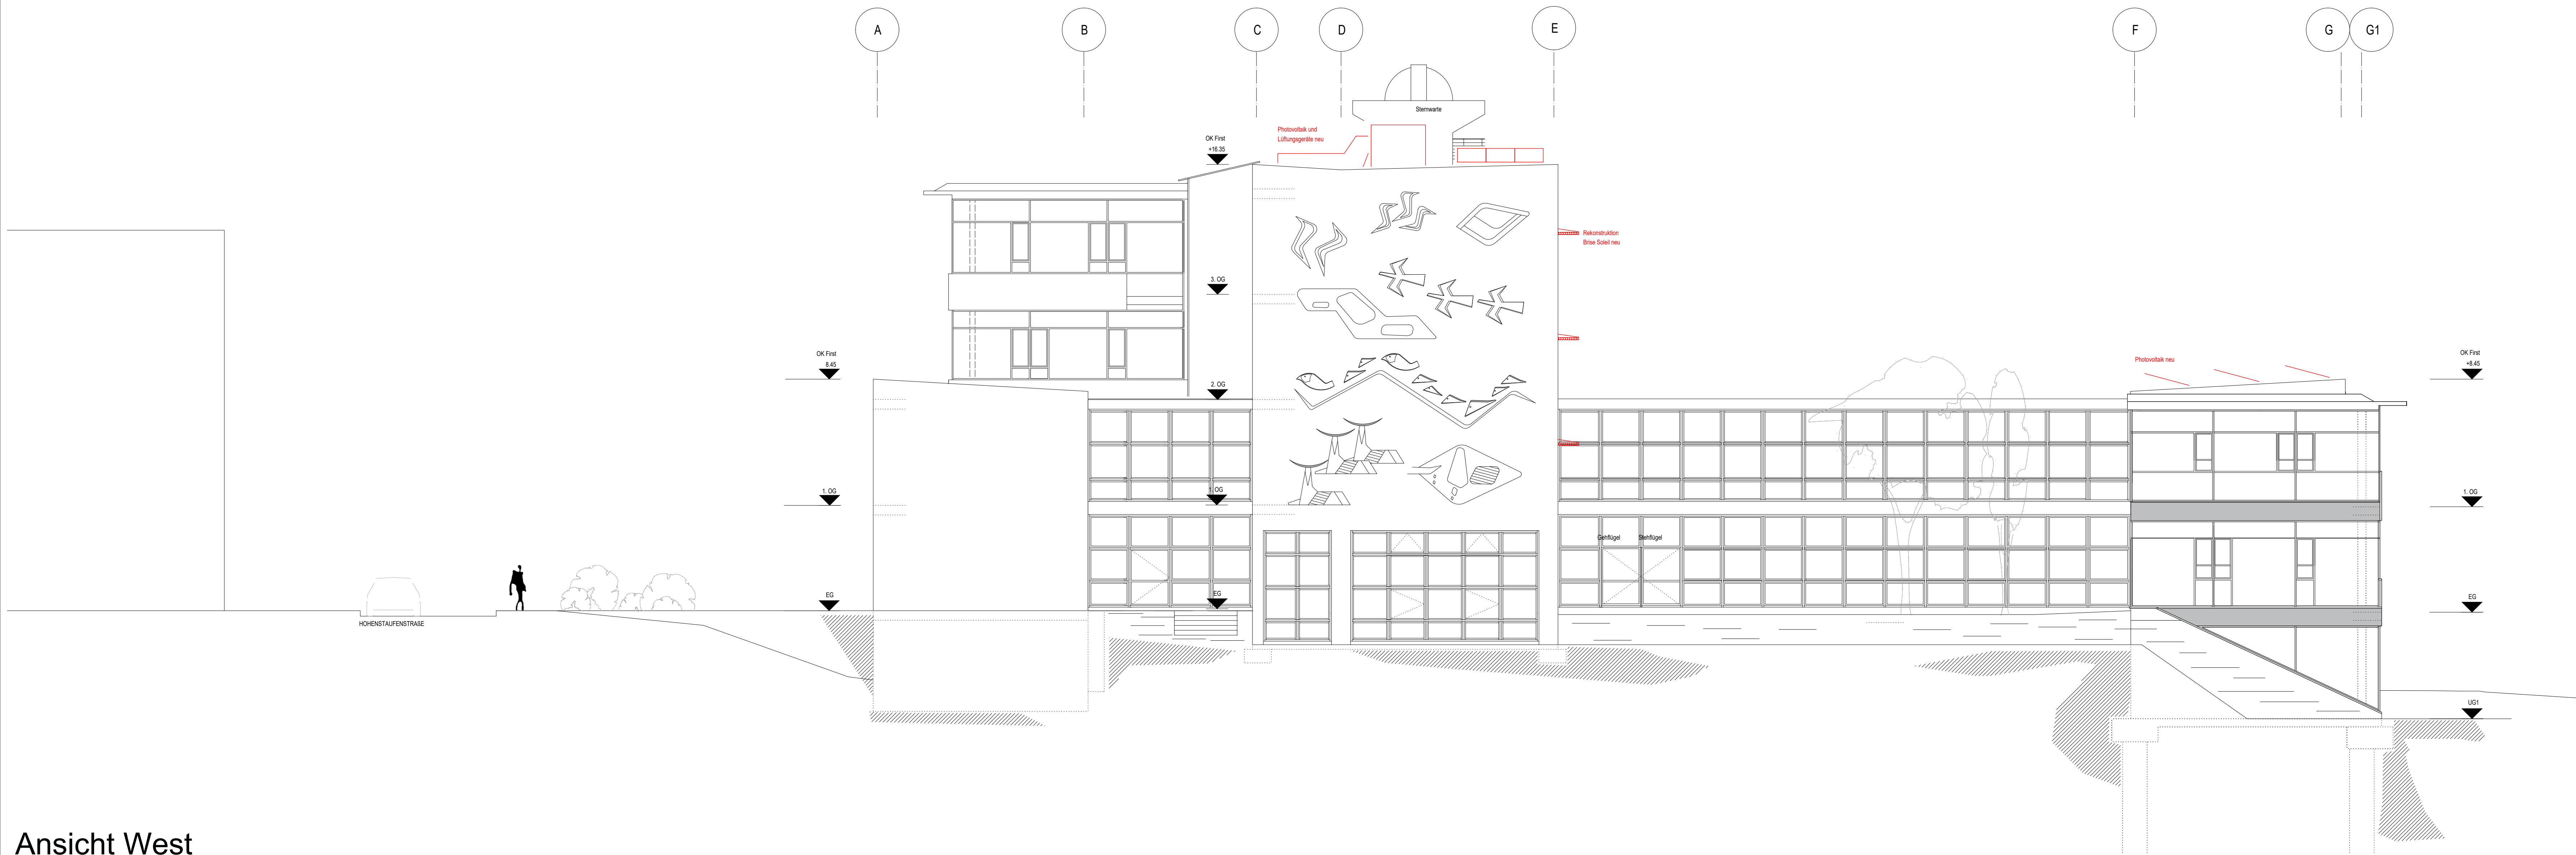 A
B
C
D
E
F
G
G1
Sternwarte
Photovoltaik und
Lüftungsgeräte neu
OK First
+16.35
Rekonstruktion
Brise Soleil neu
3. OG
OK First
8.45
Photovoltaik neu
OK First
+8.45
2. OG
1. OG
1. OG
1. OG
Gehflügel
Stehflügel
EG
EG
EG
HOHENSTAUFENSTRAßE
UG1
Ansicht West